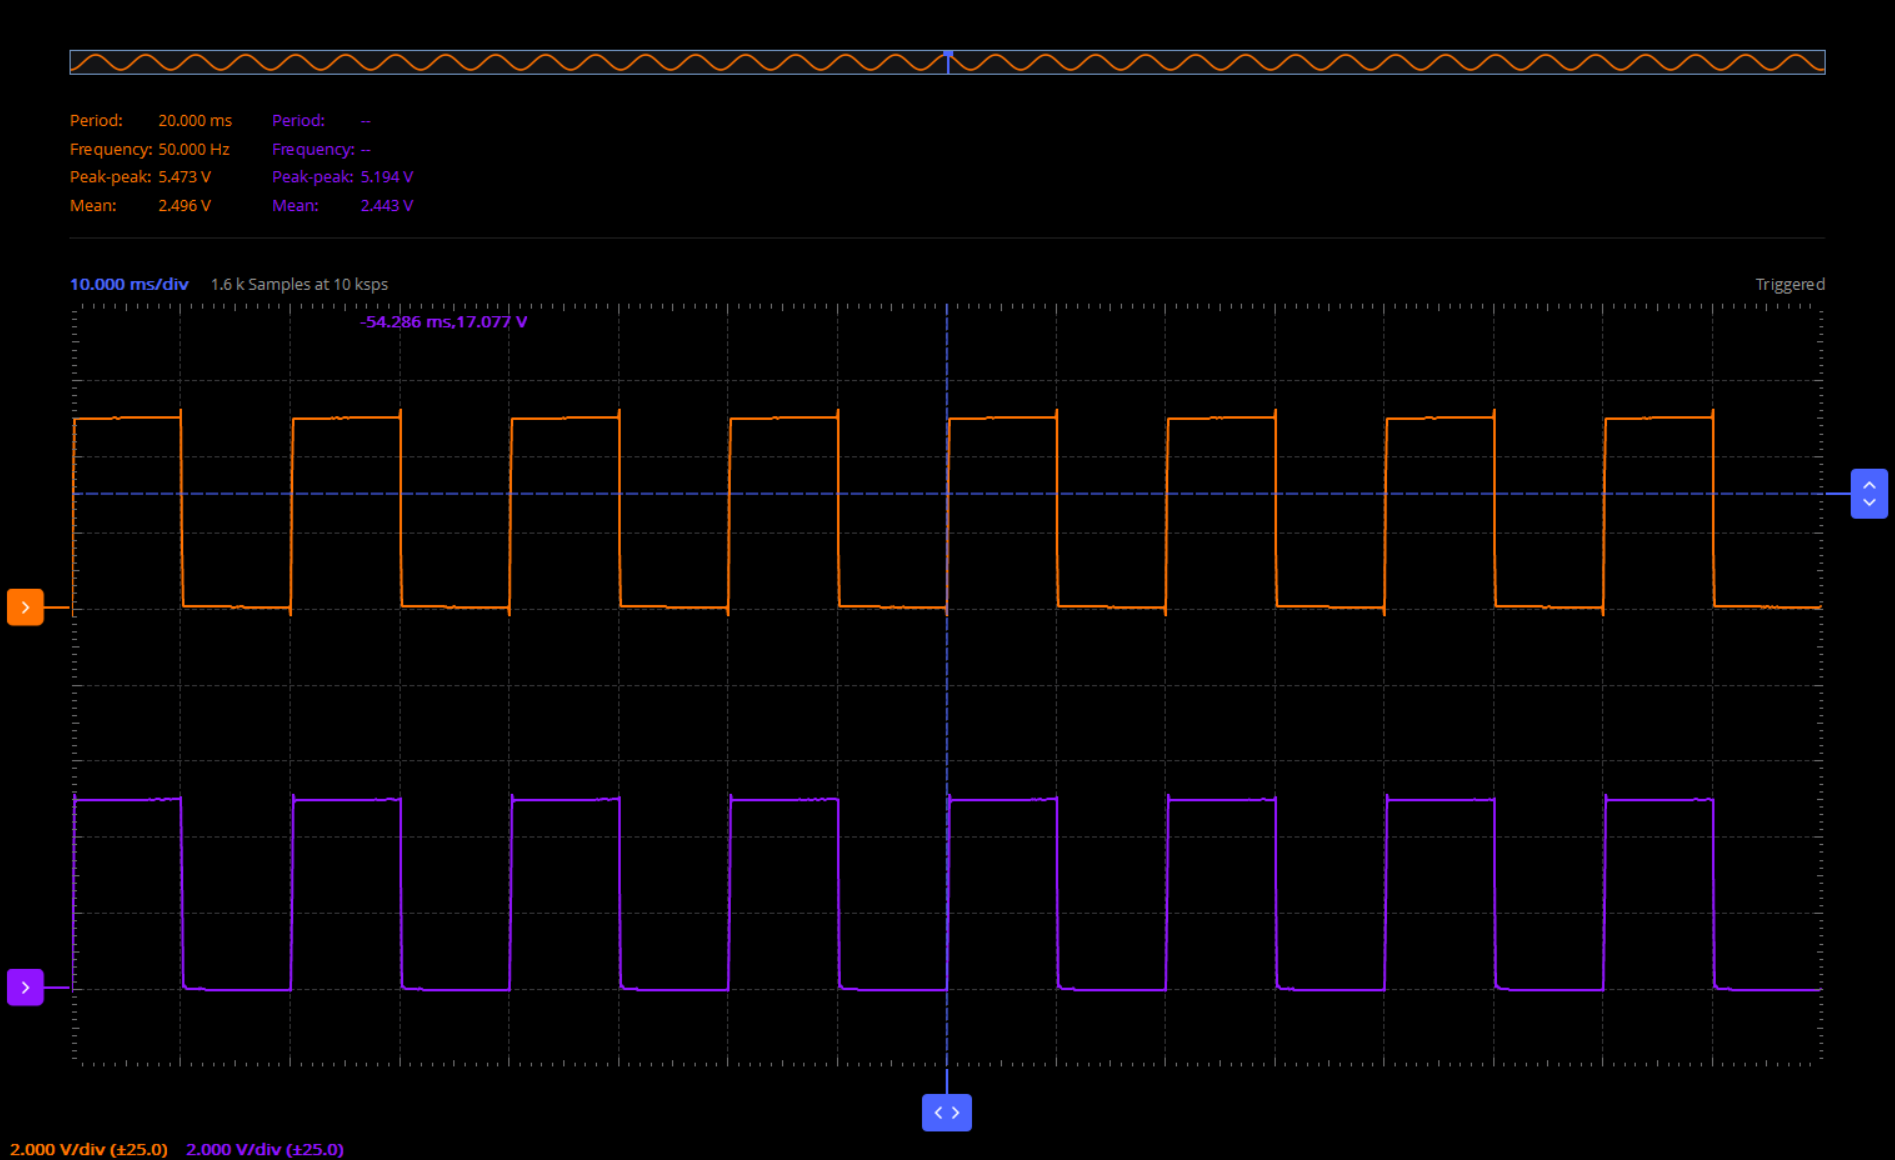 Period: 20.000 ms Period: --
Frequency: 50.000 Hz Frequency: --
Peak-peak: 5.473 V Peak-peak: 5.194 V
Mean: 2.496 V Mean: 2.443 V
10.000 ms/div 1.6 k Samples at 10 ksps Triggered
-54.286 ms,17.077 V
2.000 V/div (±25.0) 2.000 V/div (±25.0)